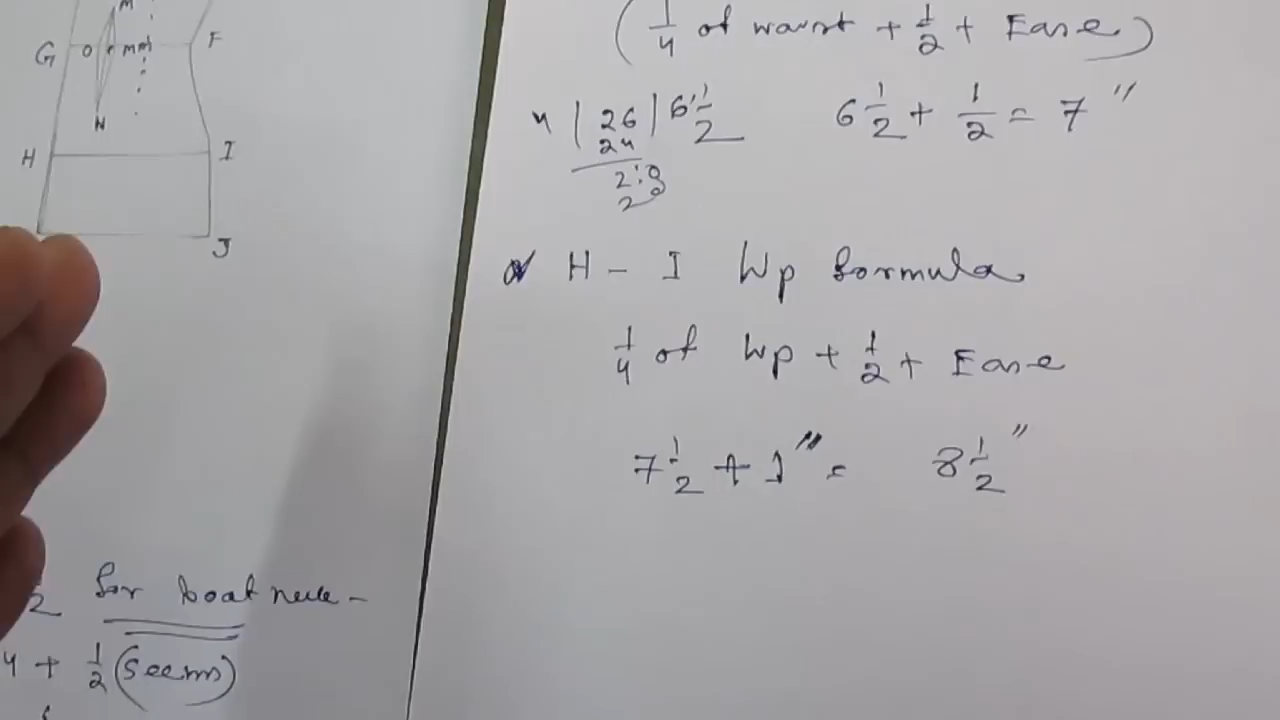 M
G O r F
N
H I
J
for boat neck -
4 + 1/2 (Seems)
(1/4 of waist + 1/2 + Ease)
4 | 26 | 6 1/2" 6 1/2 + 1/2 = 7"
24
2.0
2
H - I Wp formula
1/4 of Wp + 1/2 + Ease
7 1/2 + 1" = 8 1/2"